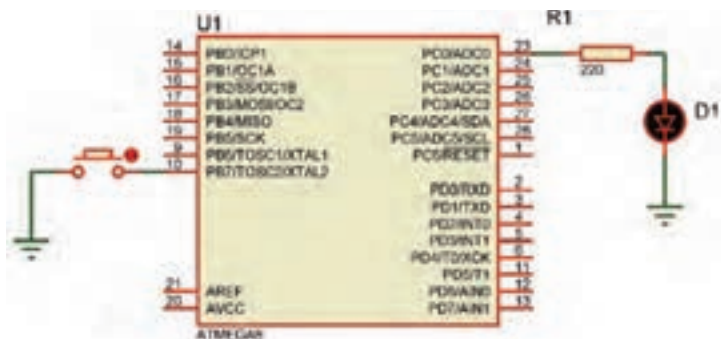 U1
R1
14 PB0/ICP1 PC0/ADC0 23
15 PB1/OC1A PC1/ADC1 24
16 PB2/SS/OC1B PC2/ADC2 25
17 PB3/MOSI/OC2 PC3/ADC3 26
18 PB4/MISO PC4/ADC4/SDA 27
19 PB5/SCK PC5/ADC5/SCL 28
9 PB6/TOSC1/XTAL1 PC6/RESET 1
10 PB7/TOSC2/XTAL2
220
D1
PD0/RXD 2
PD1/TXD 3
PD2/INT0 4
PD3/INT1 5
PD4/T0/XCK 6
PD5/T1 11
21 AREF PD6/AIN0 12
20 AVCC PD7/AIN1 13
ATMEGA8